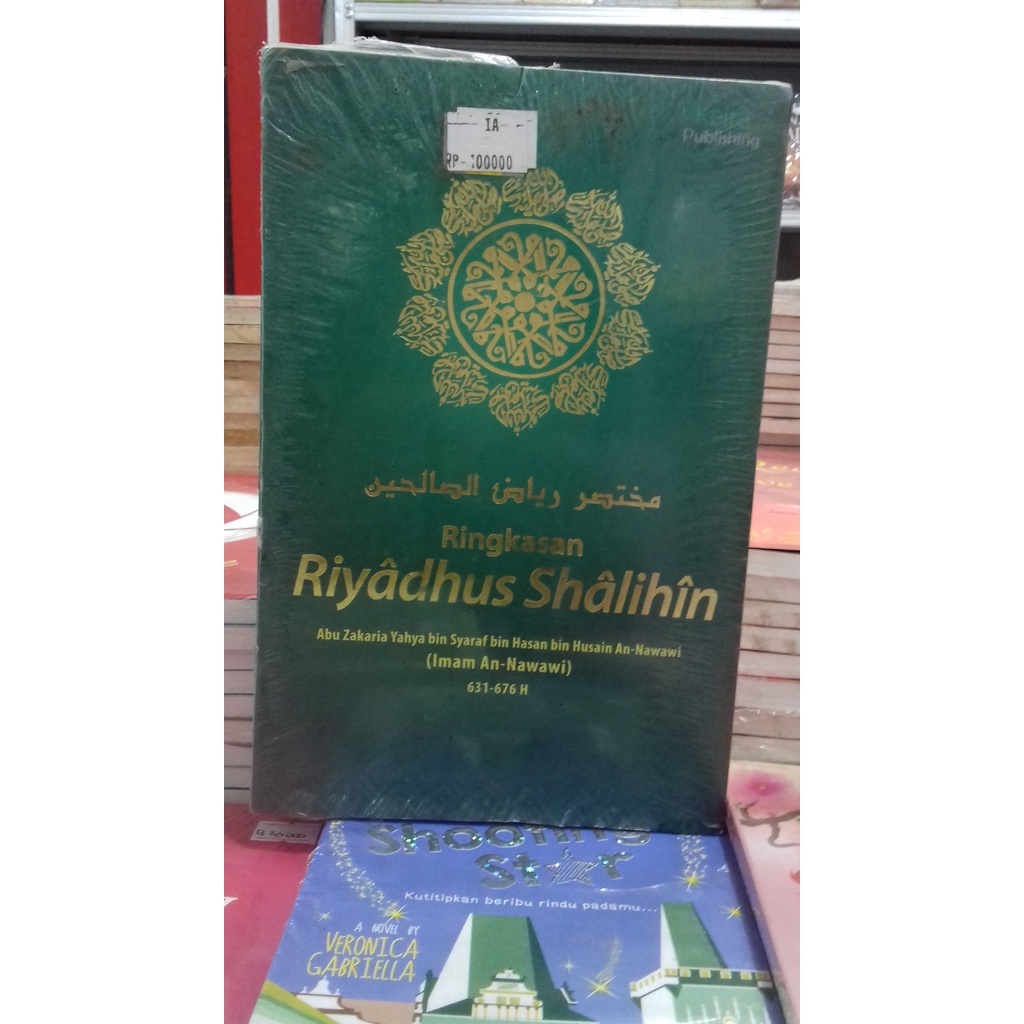 IA
RP- 100000
Keira
Publishing
مختصر رياض الصالحين
Ringkasan
Riyâdhus Shâlihîn
Abu Zakaria Yahya bin Syaraf bin Hasan bin Husain An-Nawawi
(Imam An-Nawawi)
631-676 H
Shooting
Star
Kutitipkan beribu rindu padamu...
A NOVEL BY
VERONICA
GABRIELLA